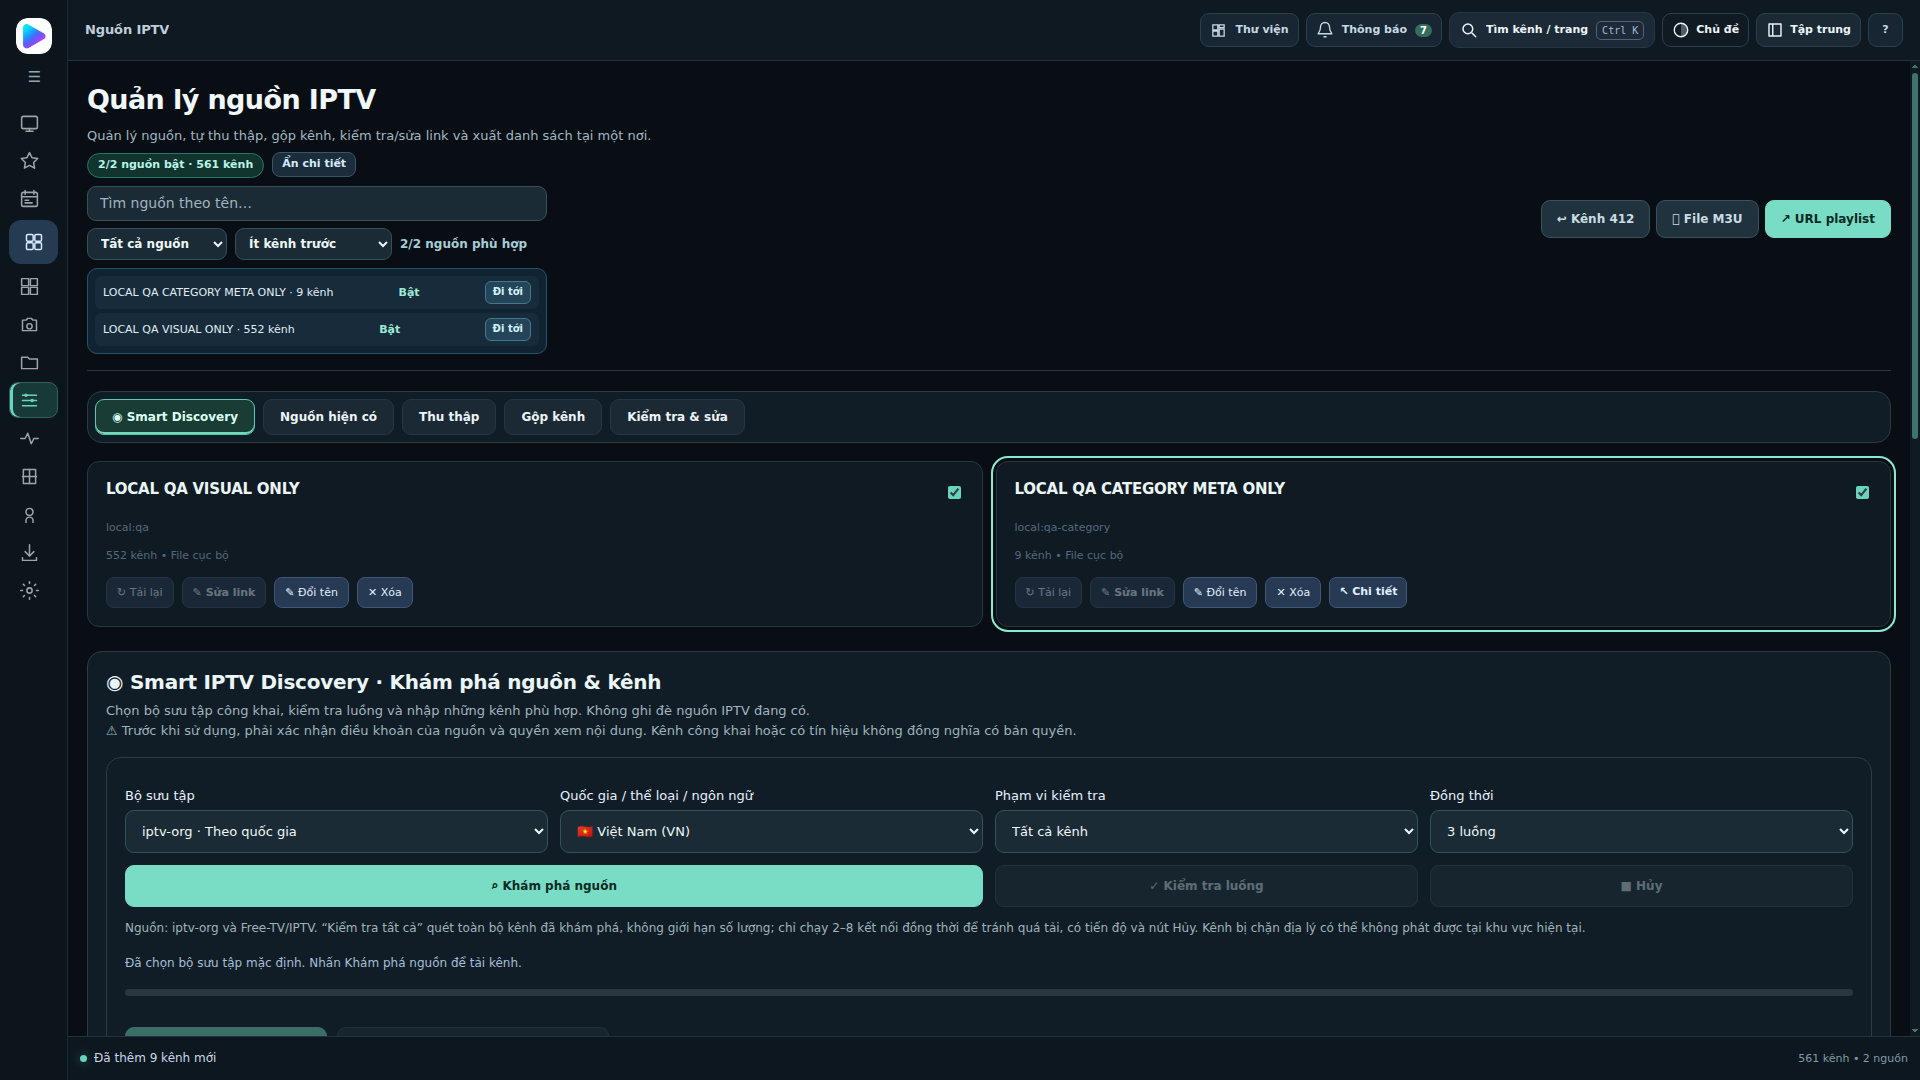 Nguồn IPTV
Thư viện
Thông báo 7
Tìm kênh / trang Ctrl K
Chủ đề
Tập trung
?
Quản lý nguồn IPTV
Quản lý nguồn, tự thu thập, gộp kênh, kiểm tra/sửa link và xuất danh sách tại một nơi.
2/2 nguồn bật · 561 kênh
Ẩn chi tiết
Tìm nguồn theo tên...
Tất cả nguồn
Ít kênh trước
2/2 nguồn phù hợp
↩ Kênh 412
File M3U
↗ URL playlist
LOCAL QA CATEGORY META ONLY · 9 kênh Bật Đi tới
LOCAL QA VISUAL ONLY · 552 kênh Bật Đi tới
◉ Smart Discovery
Nguồn hiện có
Thu thập
Gộp kênh
Kiểm tra & sửa
LOCAL QA VISUAL ONLY
local:qa
552 kênh • File cục bộ
↻ Tải lại
✎ Sửa link
✎ Đổi tên
✕ Xóa
LOCAL QA CATEGORY META ONLY
local:qa-category
9 kênh • File cục bộ
↻ Tải lại
✎ Sửa link
✎ Đổi tên
✕ Xóa
↖ Chi tiết
◉ Smart IPTV Discovery · Khám phá nguồn & kênh
Chọn bộ sưu tập công khai, kiểm tra luồng và nhập những kênh phù hợp. Không ghi đè nguồn IPTV đang có.
⚠ Trước khi sử dụng, phải xác nhận điều khoản của nguồn và quyền xem nội dung. Kênh công khai hoặc có tín hiệu không đồng nghĩa có bản quyền.
Bộ sưu tập
iptv-org · Theo quốc gia
Quốc gia / thể loại / ngôn ngữ
🇻🇳 Việt Nam (VN)
Phạm vi kiểm tra
Tất cả kênh
Đồng thời
3 luồng
⌕ Khám phá nguồn
✓ Kiểm tra luồng
■ Hủy
Nguồn: iptv-org và Free-TV/IPTV. “Kiểm tra tất cả” quét toàn bộ kênh đã khám phá, không giới hạn số lượng; chỉ chạy 2–8 kết nối đồng thời để tránh quá tải, có tiến độ và nút Hủy. Kênh bị chặn địa lý có thể không phát được tại khu vực hiện tại.
Đã chọn bộ sưu tập mặc định. Nhấn Khám phá nguồn để tải kênh.
Đã thêm 9 kênh mới
561 kênh • 2 nguồn